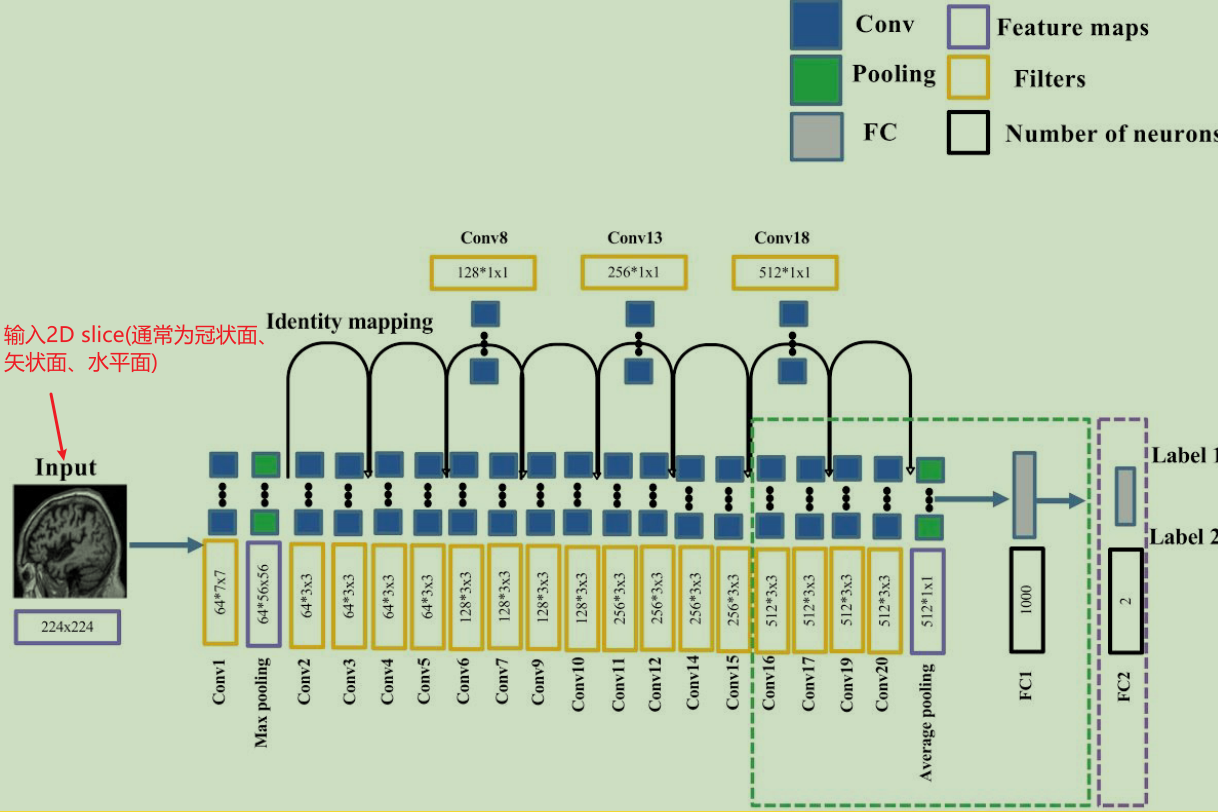 Conv
Feature maps
Pooling
Filters
FC
Number of neurons
Conv8
Conv13
Conv18
128*1x1
256*1x1
512*1x1
输入2D slice(通常为冠状面、
矢状面、水平面)
Identity mapping
Input
Label 1
Label 2
224x224
64*7x7
64*56x56
64*3x3
64*3x3
64*3x3
64*3x3
128*3x3
128*3x3
128*3x3
128*3x3
256*3x3
256*3x3
256*3x3
256*3x3
512*3x3
512*3x3
512*3x3
512*3x3
512*1x1
1000
2
Conv1
Max pooling
Conv2
Conv3
Conv4
Conv5
Conv6
Conv7
Conv9
Conv10
Conv11
Conv12
Conv14
Conv15
Conv16
Conv17
Conv19
Conv20
Average pooling
FC1
FC2